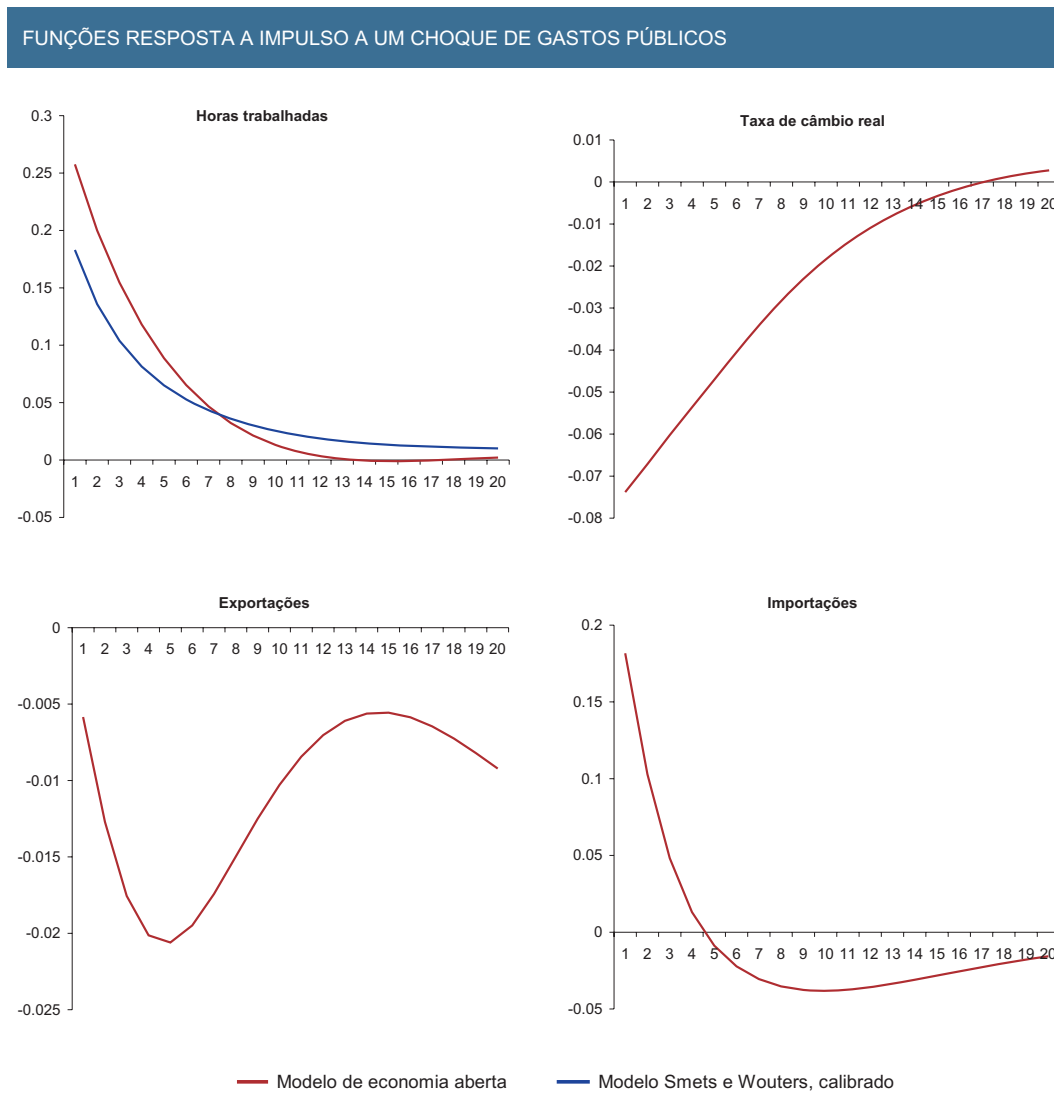 FUNÇÕES RESPOSTA A IMPULSO A UM CHOQUE DE GASTOS PÚBLICOS
Horas trabalhadas
0.3
0.25
0.2
0.15
0.1
0.05
0
-0.05
1 2 3 4 5 6 7 8 9 10 11 12 13 14 15 16 17 18 19 20
Taxa de câmbio real
0.01
0
-0.01
-0.02
-0.03
-0.04
-0.05
-0.06
-0.07
-0.08
1 2 3 4 5 6 7 8 9 10 11 12 13 14 15 16 17 18 19 20
Exportações
0
-0.005
-0.01
-0.015
-0.02
-0.025
1 2 3 4 5 6 7 8 9 10 11 12 13 14 15 16 17 18 19 20
Importações
0.2
0.15
0.1
0.05
0
-0.05
1 2 3 4 5 6 7 8 9 10 11 12 13 14 15 16 17 18 19 20
Modelo de economia aberta
Modelo Smets e Wouters, calibrado